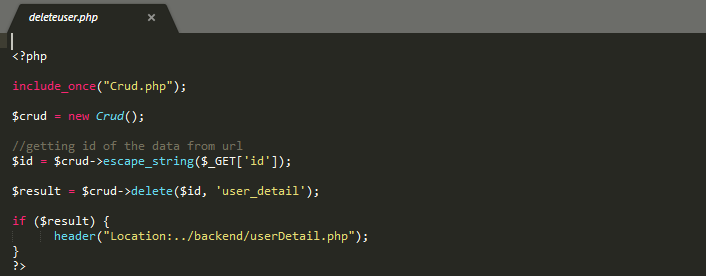 deleteuser.php ×
<?php
include_once("Crud.php");
$crud = new Crud();
//getting id of the data from url
$id = $crud->escape_string($_GET['id']);
$result = $crud->delete($id, 'user_detail');
if ($result) {
header("Location:../backend/userDetail.php");
}
?>